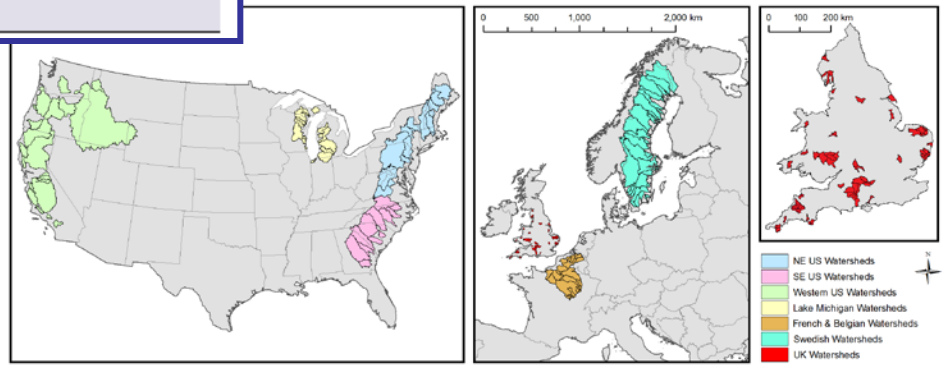 0 500 1,000 2,000 km
0 100 200 km
NE US Watersheds
SE US Watersheds
Western US Watersheds
Lake Michigan Watersheds
French & Belgian Watersheds
Swedish Watersheds
UK Watersheds
N